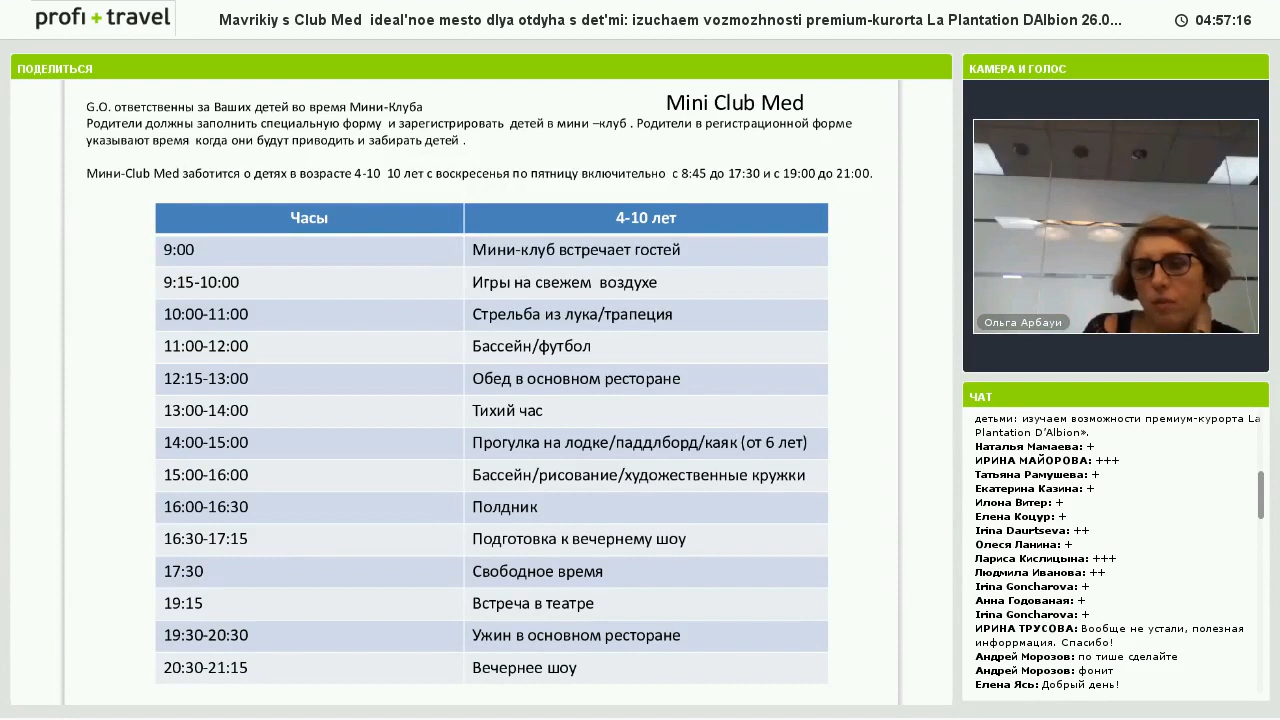 profi + travel
Mavrikiy s Club Med ideal'noe mesto dlya otdyha s det'mi: izuchaem vozmozhnosti premium-kurorta La Plantation DAlbion 26.0...
04:57:16
ПОДЕЛИТЬСЯ
G.O. ответственны за Ваших детей во время Мини-Клуба
Mini Club Med
Родители должны заполнить специальную форму и зарегистрировать детей в мини –клуб . Родители в регистрационной форме
указывают время когда они будут приводить и забирать детей .
Мини-Club Med заботится о детях в возрасте 4-10 10 лет с воскресенья по пятницу включительно с 8:45 до 17:30 и с 19:00 до 21:00.
Часы 4-10 лет
9:00 Мини-клуб встречает гостей
9:15-10:00 Игры на свежем воздухе
10:00-11:00 Стрельба из лука/трапеция
11:00-12:00 Бассейн/футбол
12:15-13:00 Обед в основном ресторане
13:00-14:00 Тихий час
14:00-15:00 Прогулка на лодке/паддлборд/каяк (от 6 лет)
15:00-16:00 Бассейн/рисование/художественные кружки
16:00-16:30 Полдник
16:30-17:15 Подготовка к вечернему шоу
17:30 Свободное время
19:15 Встреча в театре
19:30-20:30 Ужин в основном ресторане
20:30-21:15 Вечернее шоу
КАМЕРА И ГОЛОС
Ольга Арбауи
ЧАТ
детьми: изучаем возможности премиум-курорта La
Plantation D’Albion».
Наталья Мамаева: +
ИРИНА МАЙОРОВА: +++
Татьяна Рамушева: +
Екатерина Казина: +
Илона Витер: +
Елена Коцур: +
Irina Daurtseva: ++
Олеся Ланина: +
Лариса Кислицына: +++
Людмила Иванова: ++
Irina Goncharova: +
Анна Годованая: +
Irina Goncharova: +
ИРИНА ТРУСОВА: Вообще не устали, полезная
инфоррмация. Спасибо!
Андрей Морозов: по тише сделайте
Андрей Морозов: фонит
Елена Ясь: Добрый день!